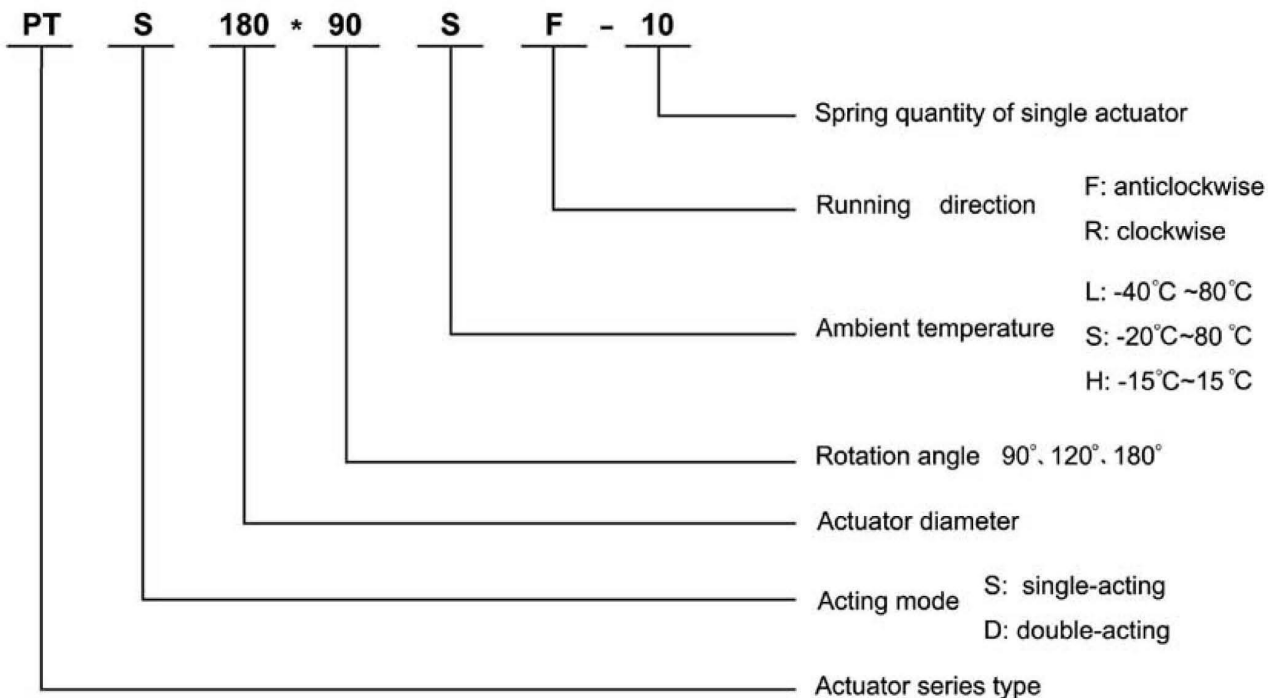 PT S 180 * 90 S F - 10
Spring quantity of single actuator
Running direction
F: anticlockwise
R: clockwise
Ambient temperature
L: -40℃ ~80℃
S: -20℃~80 ℃
H: -15℃~15 ℃
Rotation angle 90°、120°、180°
Actuator diameter
Acting mode
S: single-acting
D: double-acting
Actuator series type